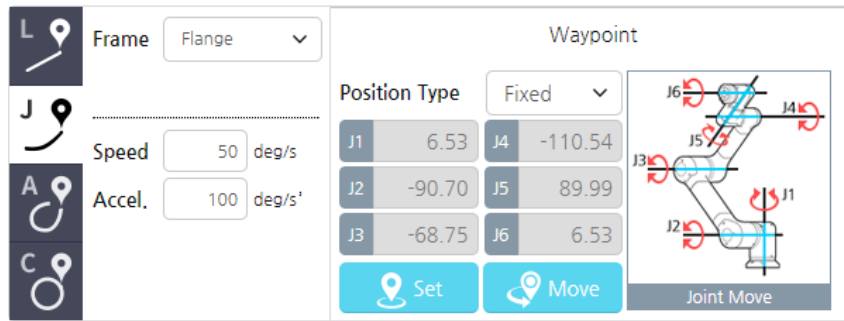 L
Frame Flange
Waypoint
Position Type Fixed
J
J1 6.53 J4 -110.54
Speed 50 deg/s
J2 -90.70 J5 89.99
A
Accel. 100 deg/s'
J3 -68.75 J6 6.53
C
Set Move
J6
J4
J5
J3
J1
J2
Joint Move